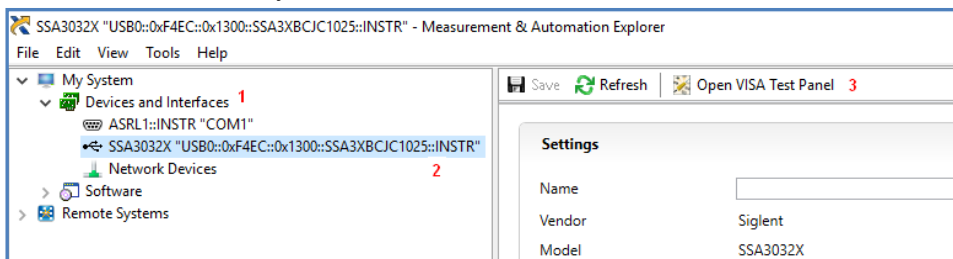 SSA3032X "USB0::0xF4EC::0x1300::SSA3XBCJC1025::INSTR" - Measurement & Automation Explorer
File Edit View Tools Help
My System
Devices and Interfaces 1
ASRL1::INSTR "COM1"
SSA3032X "USB0::0xF4EC::0x1300::SSA3XBCJC1025::INSTR"
2
Network Devices
Software
Remote Systems
Save Refresh Open VISA Test Panel 3
Settings
Name
Vendor Siglent
Model SSA3032X